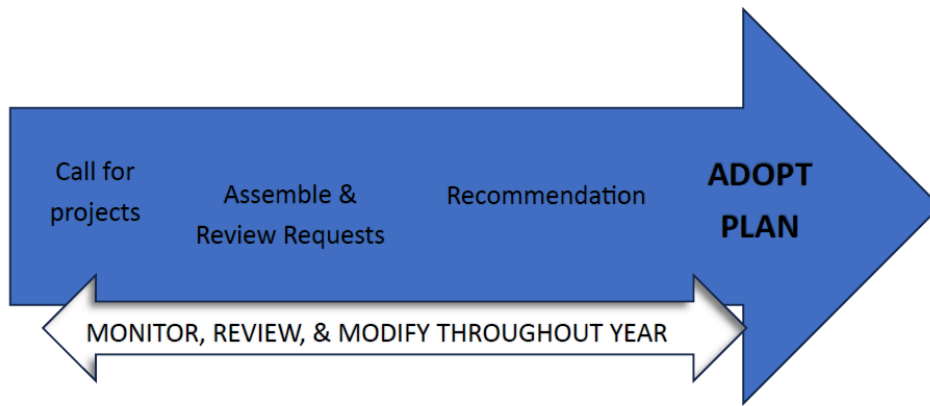 Call for
projects
Assemble &
Review Requests
Recommendation
ADOPT
PLAN
MONITOR, REVIEW, & MODIFY THROUGHOUT YEAR